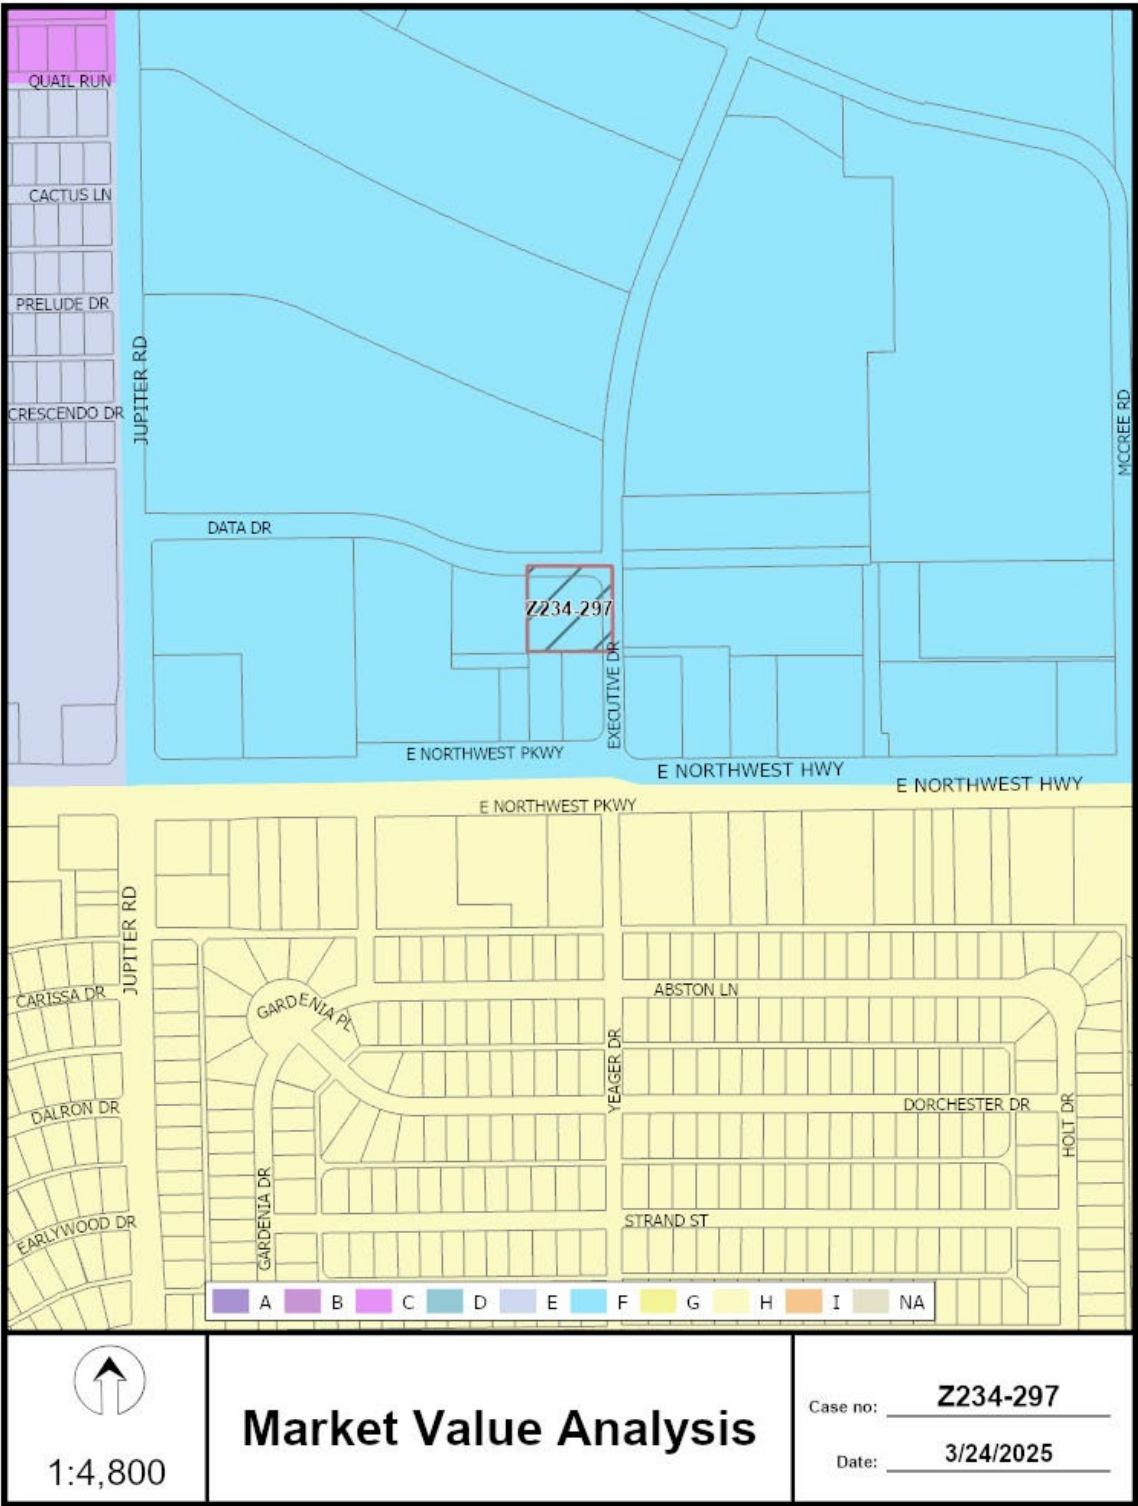 QUAIL RUN
CACTUS LN
PRELUDE DR
JUPITER RD
CRESCENDO DR
MCCREE RD
DATA DR
Z234-297
EXECUTIVE DR
E NORTHWEST PKWY
E NORTHWEST HWY
E NORTHWEST HWY
E NORTHWEST PKWY
JUPITER RD
CARISSA DR
GARDENIA PL
ABSTON LN
YEAGER DR
DALRON DR
DORCHESTER DR
HOLT DR
GARDENIA DR
EARLYWOOD DR
STRAND ST
A B C D E F G H I NA
1:4,800
Market Value Analysis
Case no: Z234-297
Date: 3/24/2025